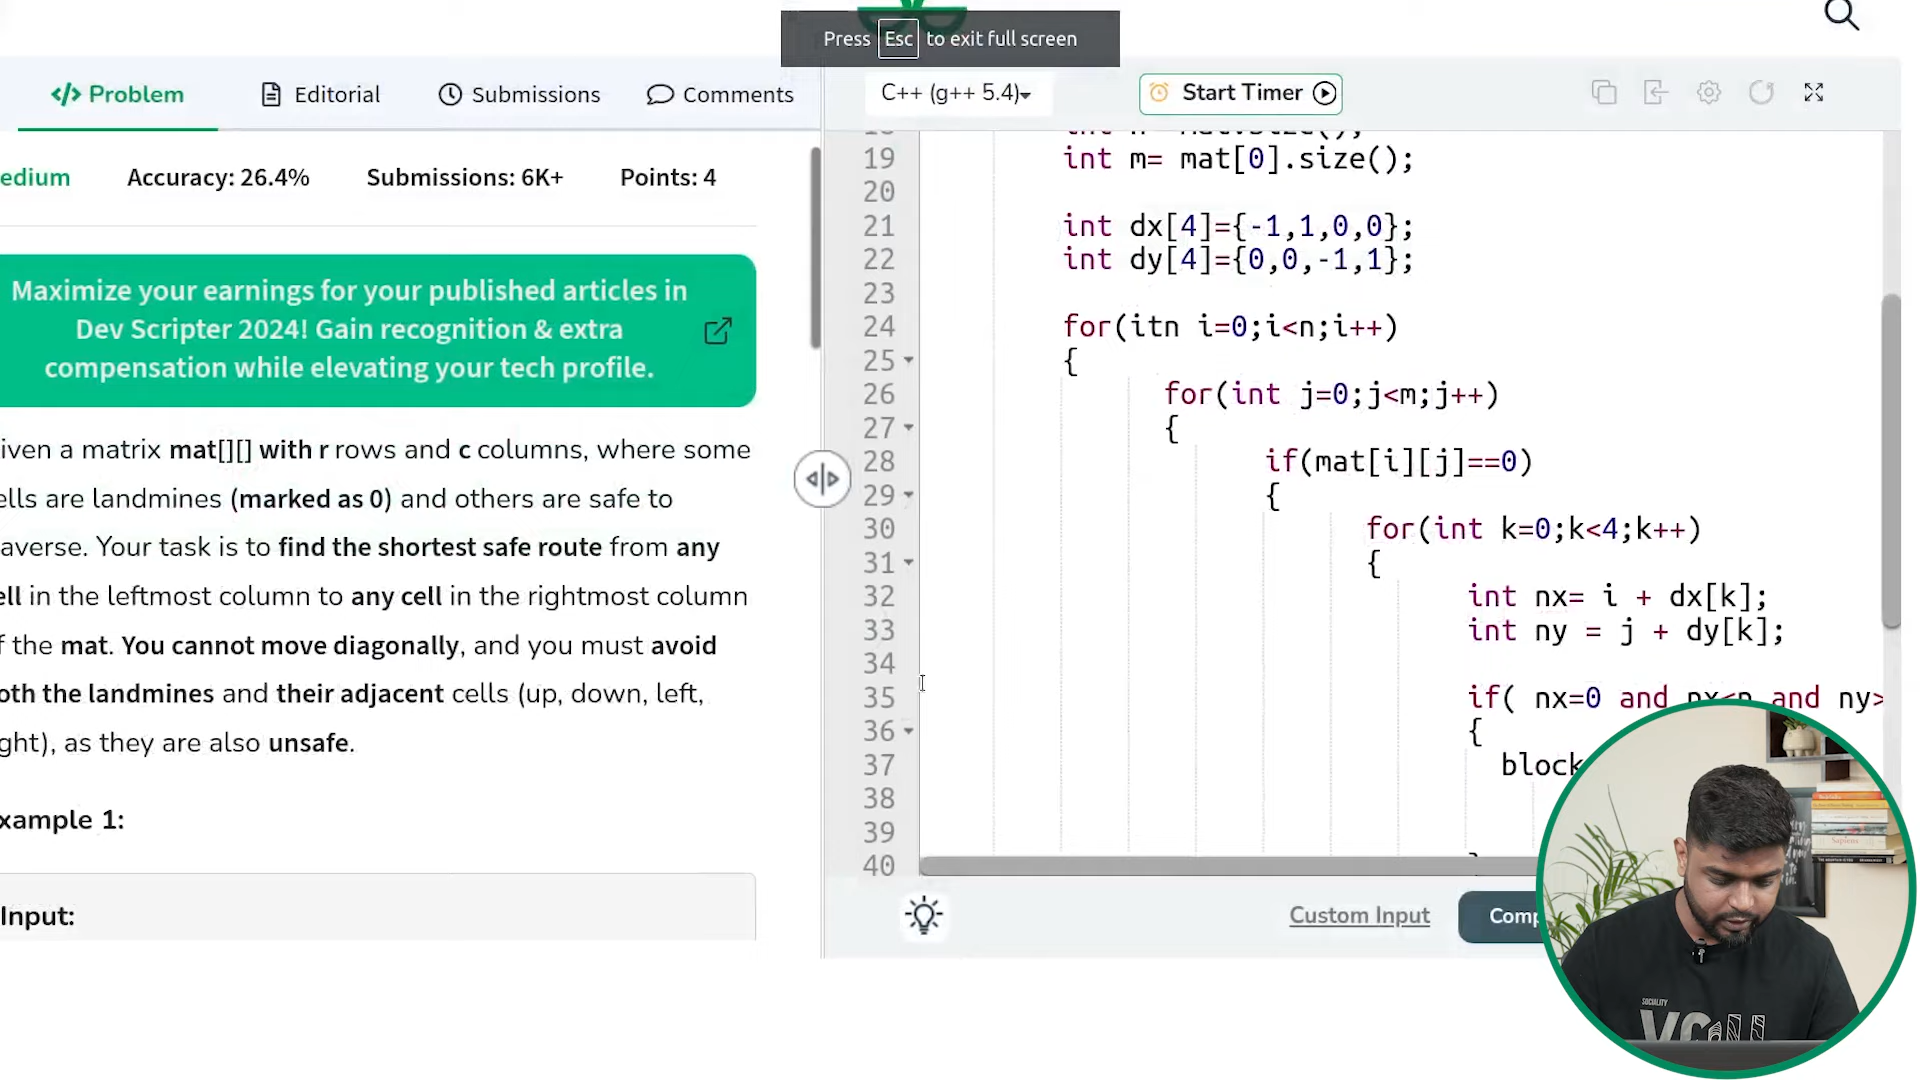 Press Esc to exit full screen
Problem
Editorial
Submissions
Comments
C++ (g++ 5.4)
Start Timer
edium
Accuracy: 26.4%
Submissions: 6K+
Points: 4
Maximize your earnings for your published articles in
Dev Scripter 2024! Gain recognition & extra
compensation while elevating your tech profile.
iven a matrix mat[][] with r rows and c columns, where some
ells are landmines (marked as 0) and others are safe to
averse. Your task is to find the shortest safe route from any
ell in the leftmost column to any cell in the rightmost column
f the mat. You cannot move diagonally, and you must avoid
oth the landmines and their adjacent cells (up, down, left,
ght), as they are also unsafe.
xample 1:
Input:
19 int m= mat[0].size();
20
21 int dx[4]={-1,1,0,0};
22 int dy[4]={0,0,-1,1};
23
24 for(itn i=0;i<n;i++)
25 {
26 for(int j=0;j<m;j++)
27 {
28 if(mat[i][j]==0)
29 {
30 for(int k=0;k<4;k++)
31 {
32 int nx= i + dx[k];
33 int ny = j + dy[k];
34
35 if( nx=0 and nx<n and ny>
36 {
37 block
38
39
40
Custom Input
Comp
SOCIALITY